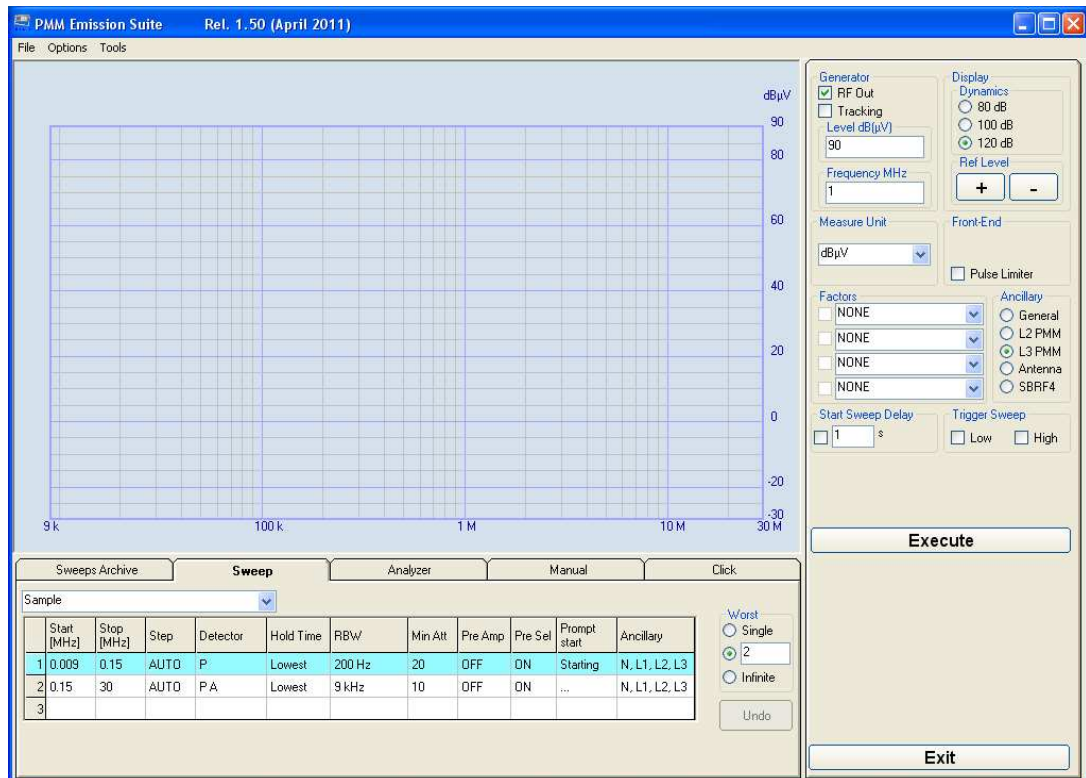 PMM Emission Suite Rel. 1.50 (April 2011)
File Options Tools
dBµV
90
80
60
40
20
0
-20
-30
9 k 100 k 1 M 10 M 30 M
Generator
RF Out
Tracking
Level dB(µV)
90
Frequency MHz
1
Display
Dynamics
80 dB
100 dB
120 dB
Ref Level
+ -
Measure Unit
dBµV
Front-End
Pulse Limiter
Factors
NONE
NONE
NONE
NONE
Ancillary
General
L2 PMM
L3 PMM
Antenna
SBRF4
Start Sweep Delay
1 s
Trigger Sweep
Low High
Execute
Exit
Sweeps Archive Sweep Analyzer Manual Click
Sample
Start [MHz] Stop [MHz] Step Detector Hold Time RBW Min Att Pre Amp Pre Sel Prompt start Ancillary
1 0.009 0.15 AUTO P Lowest 200 Hz 20 OFF ON Starting N, L1, L2, L3
2 0.15 30 AUTO P A Lowest 9 kHz 10 OFF ON ... N, L1, L2, L3
3
Worst
Single
2
Infinite
Undo